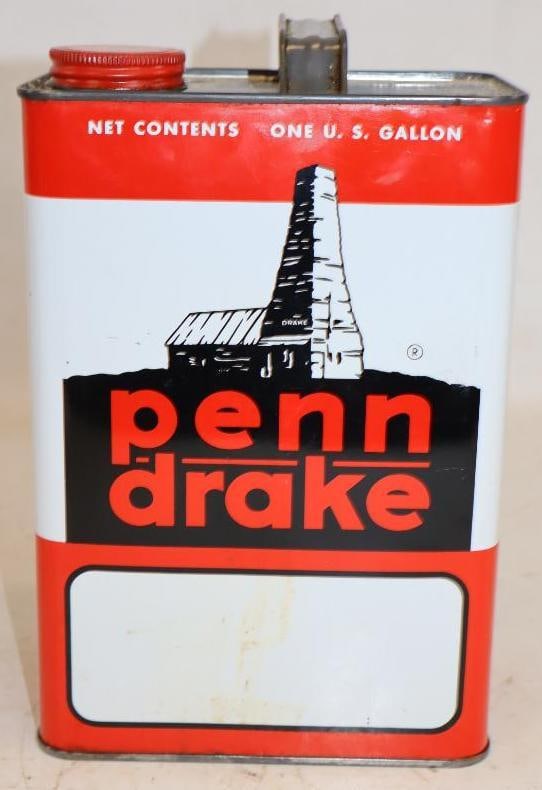 NET CONTENTS ONE U. S. GALLON
DRAKE
®
penn
drake